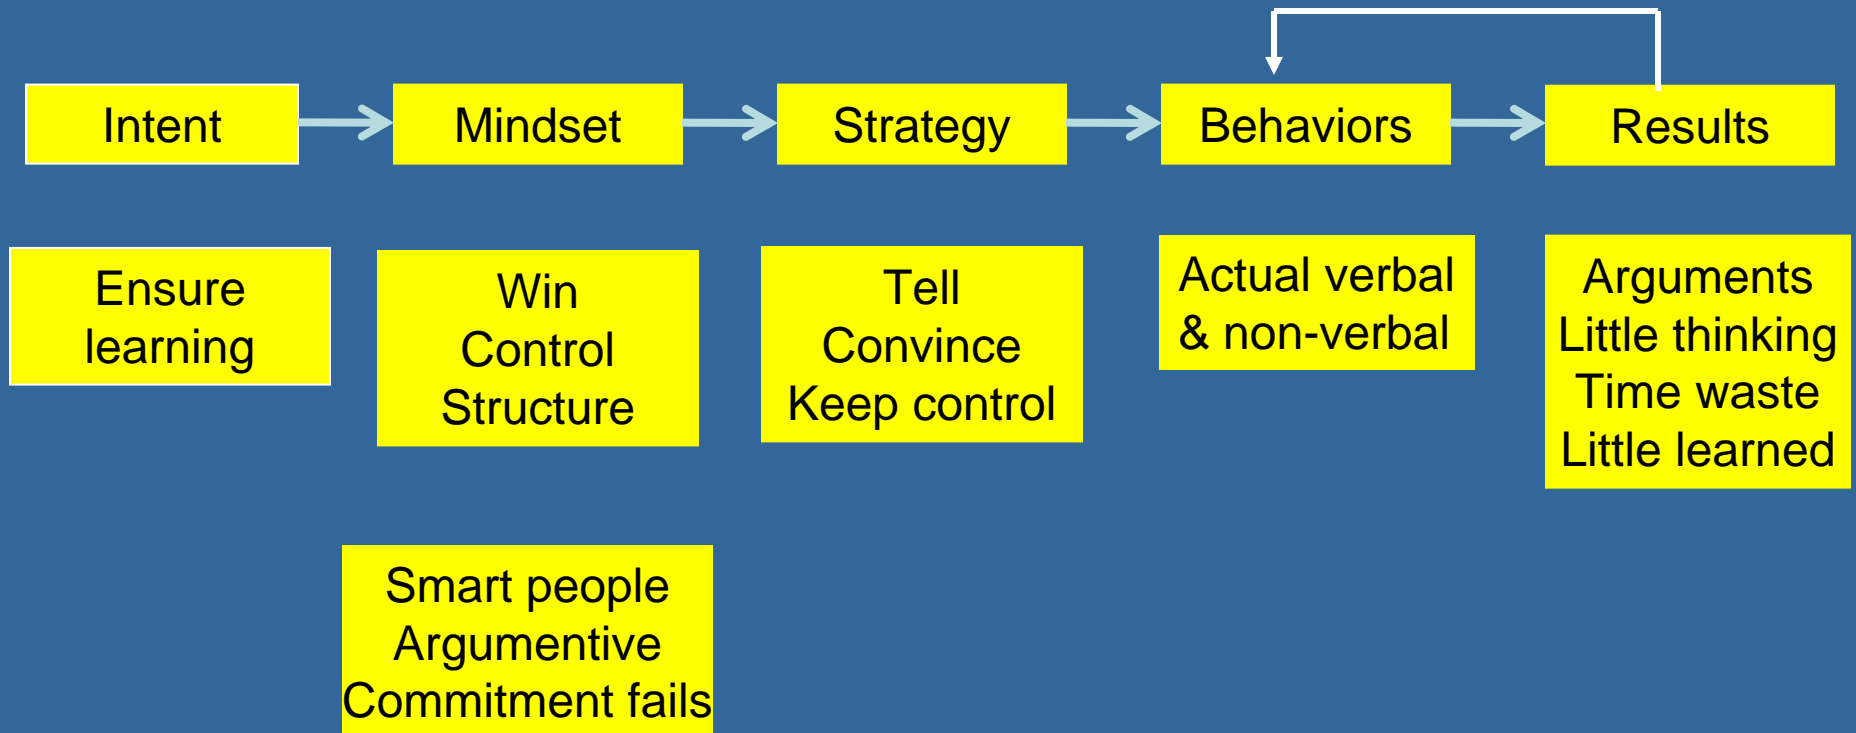 Intent
Mindset
Strategy
Behaviors
Results
Ensure
learning
Win
Control
Structure
Tell
Convince
Keep control
Actual verbal
& non-verbal
Arguments
Little thinking
Time waste
Little learned
Smart people
Argumentive
Commitment fails